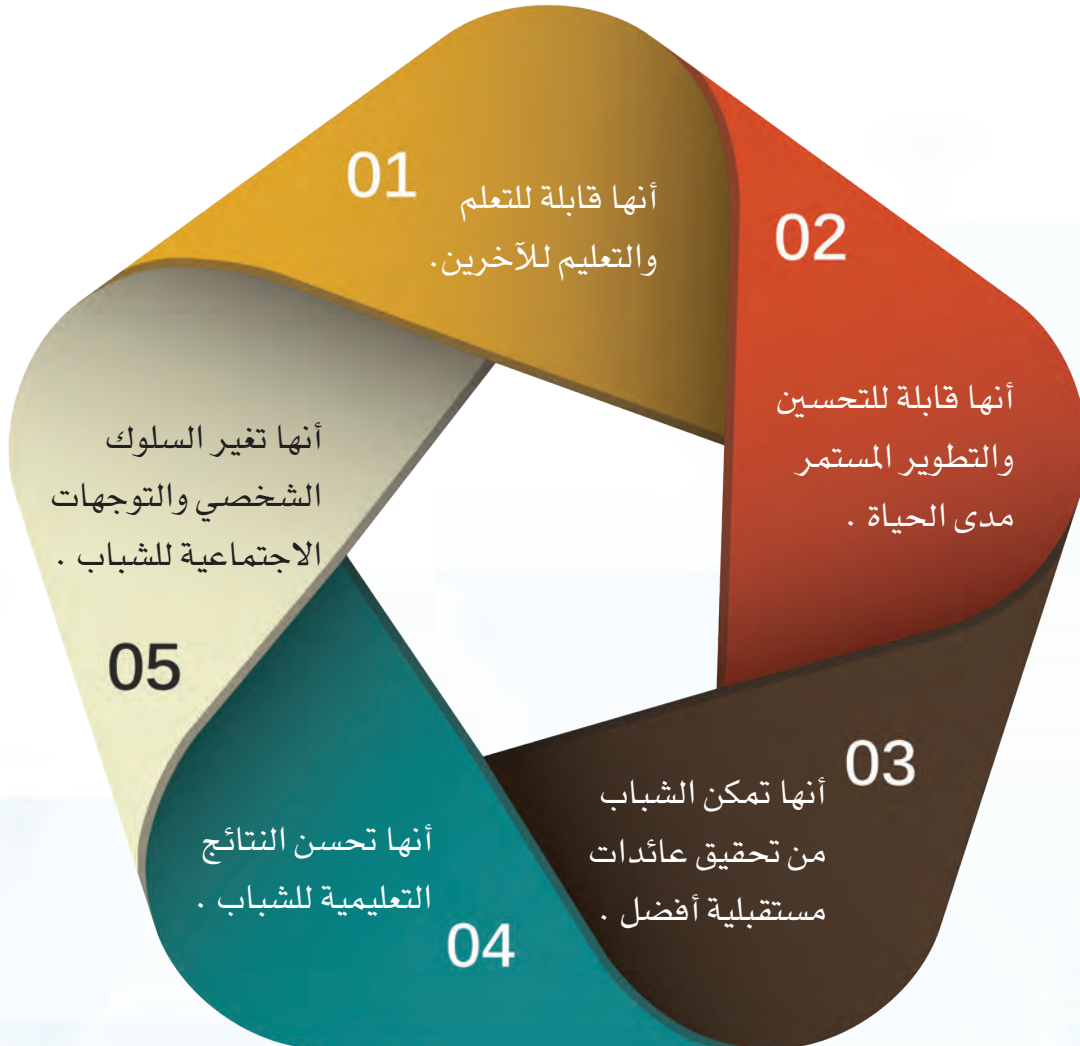 01
أنها قابلة للتعلم
والتعليم للآخرين.
02
أنها قابلة للتحسين
والتطوير المستمر
مدى الحياة .
03
أنها تمكن الشباب
من تحقيق عائدات
مستقبلية أفضل .
04
أنها تحسن النتائج
التعليمية للشباب .
05
أنها تغير السلوك
الشخصي والتوجهات
الاجتماعية للشباب .